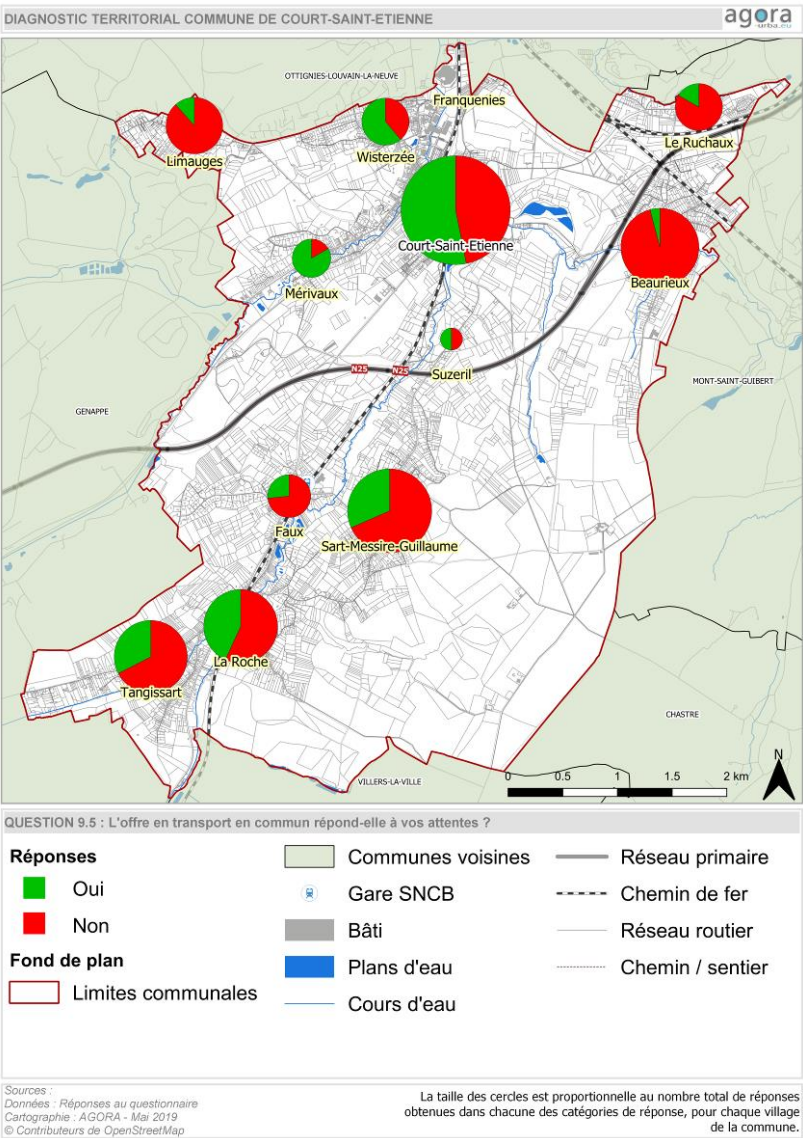 DIAGNOSTIC TERRITORIAL COMMUNE DE COURT-SAINT-ETIENNE
agora
urba.eu
OTTIGNIES-LOUVAIN-LA-NEUVE
Franquenies
Limauges
Wisterzée
Le Ruchaux
Court-Saint-Etienne
Beaurieux
Mérivaux
Suzeril
N25
N25
MONT-SAINT-GUIBERT
GENAPPE
Faux
Sart-Messire-Guillaume
La Roche
Tangissart
CHASTRE
VILLERS-LA-VILLE
N
0 0.5 1 1.5 2 km
QUESTION 9.5 : L'offre en transport en commun répond-elle à vos attentes ?
Réponses
Oui
Non
Fond de plan
Limites communales
Communes voisines
Gare SNCB
Bâti
Plans d'eau
Cours d'eau
Réseau primaire
Chemin de fer
Réseau routier
Chemin / sentier
Sources :
Données : Réponses au questionnaire
Cartographie : AGORA - Mai 2019
© Contributeurs de OpenStreetMap
La taille des cercles est proportionnelle au nombre total de réponses
obtenues dans chacune des catégories de réponse, pour chaque village
de la commune.